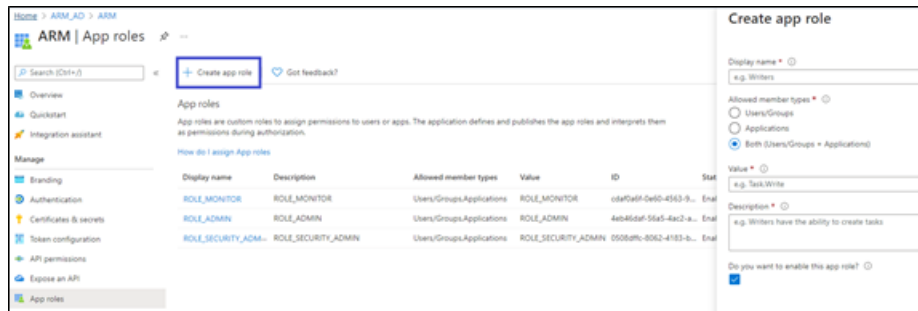 Home > ARM_AD > ARM
ARM | App roles
Search (Ctrl+/)
Overview
Quickstart
Integration assistant
Manage
Branding
Authentication
Certificates & secrets
Token configuration
API permissions
Expose an API
App roles
+ Create app role
Got feedback?
App roles
App roles are custom roles to assign permissions to users or apps. The application defines and publishes the app roles and interprets them
as permissions during authorization.
How do I assign App roles
Display name Description Allowed member types Value ID
ROLE_MONITOR ROLE_MONITOR Users/Groups,Applications ROLE_MONITOR
ROLE_ADMIN ROLE_ADMIN Users/Groups,Applications ROLE_ADMIN
ROLE_SECURITY_ADM... ROLE_SECURITY_ADMIN Users/Groups,Applications ROLE_SECURITY_ADMIN
Create app role
Display name *
e.g. Writers
Allowed member types *
Users/Groups
Applications
Both (Users/Groups + Applications)
Value *
e.g. Task.Write
Description *
e.g. Writers have the ability to create tasks
Do you want to enable this app role?